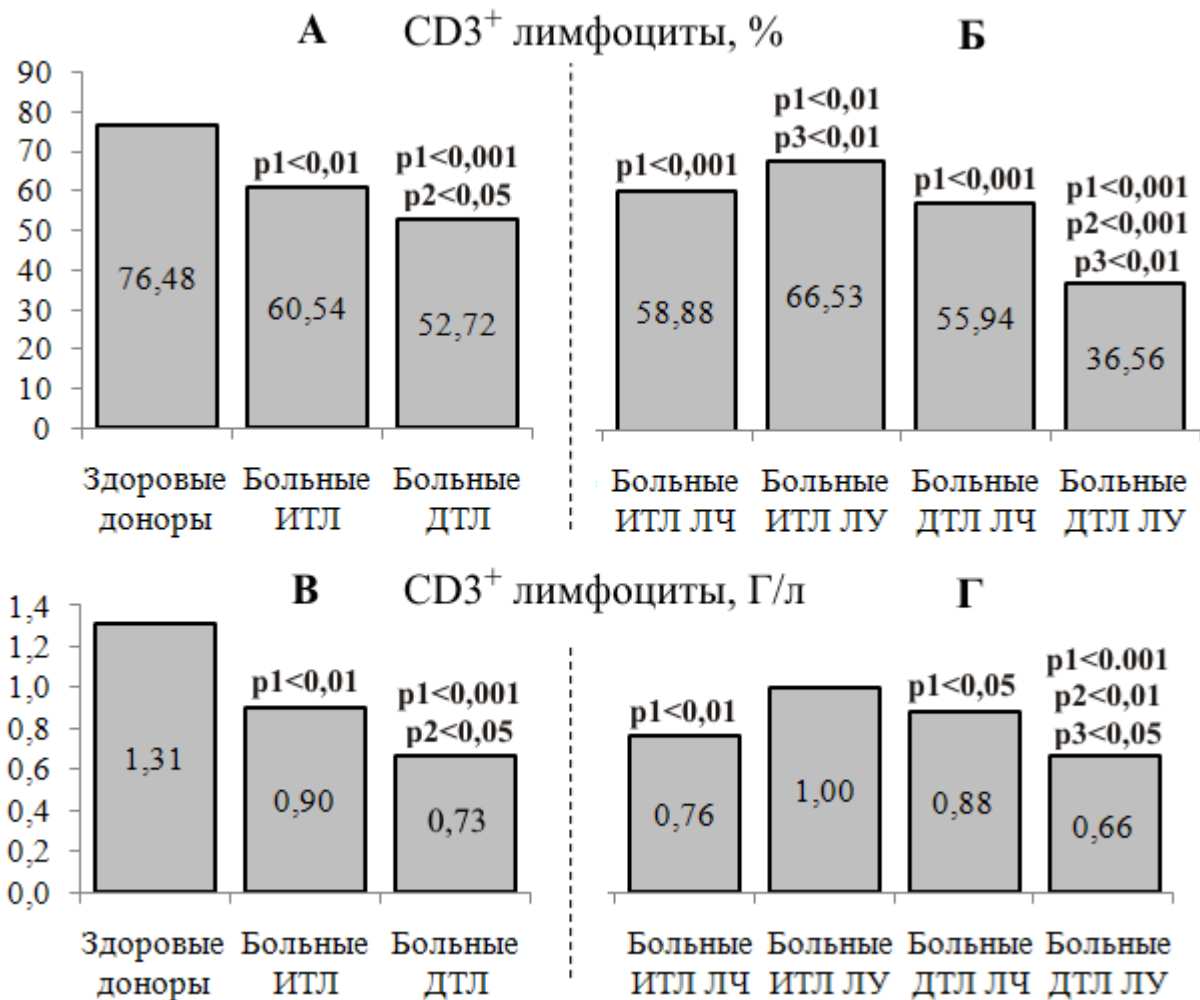 А CD3⁺ лимфоциты, % Б
90
80
70
60
50
40
30
20
10
0
76,48
p1<0,01
60,54
p1<0,001
p2<0,05
52,72
Здоровые доноры
Больные ИТЛ
Больные ДТЛ
p1<0,001
58,88
p1<0,01
p3<0,01
66,53
p1<0,001
55,94
p1<0,001
p2<0,001
p3<0,01
36,56
Больные ИТЛ ЛЧ
Больные ИТЛ ЛУ
Больные ДТЛ ЛЧ
Больные ДТЛ ЛУ
В CD3⁺ лимфоциты, Г/л Г
1,4
1,2
1,0
0,8
0,6
0,4
0,2
0,0
1,31
p1<0,01
0,90
p1<0,001
p2<0,05
0,73
Здоровые доноры
Больные ИТЛ
Больные ДТЛ
p1<0,01
0,76
1,00
p1<0,05
0,88
p1<0.001
p2<0,01
p3<0,05
0,66
Больные ИТЛ ЛЧ
Больные ИТЛ ЛУ
Больные ДТЛ ЛЧ
Больные ДТЛ ЛУ